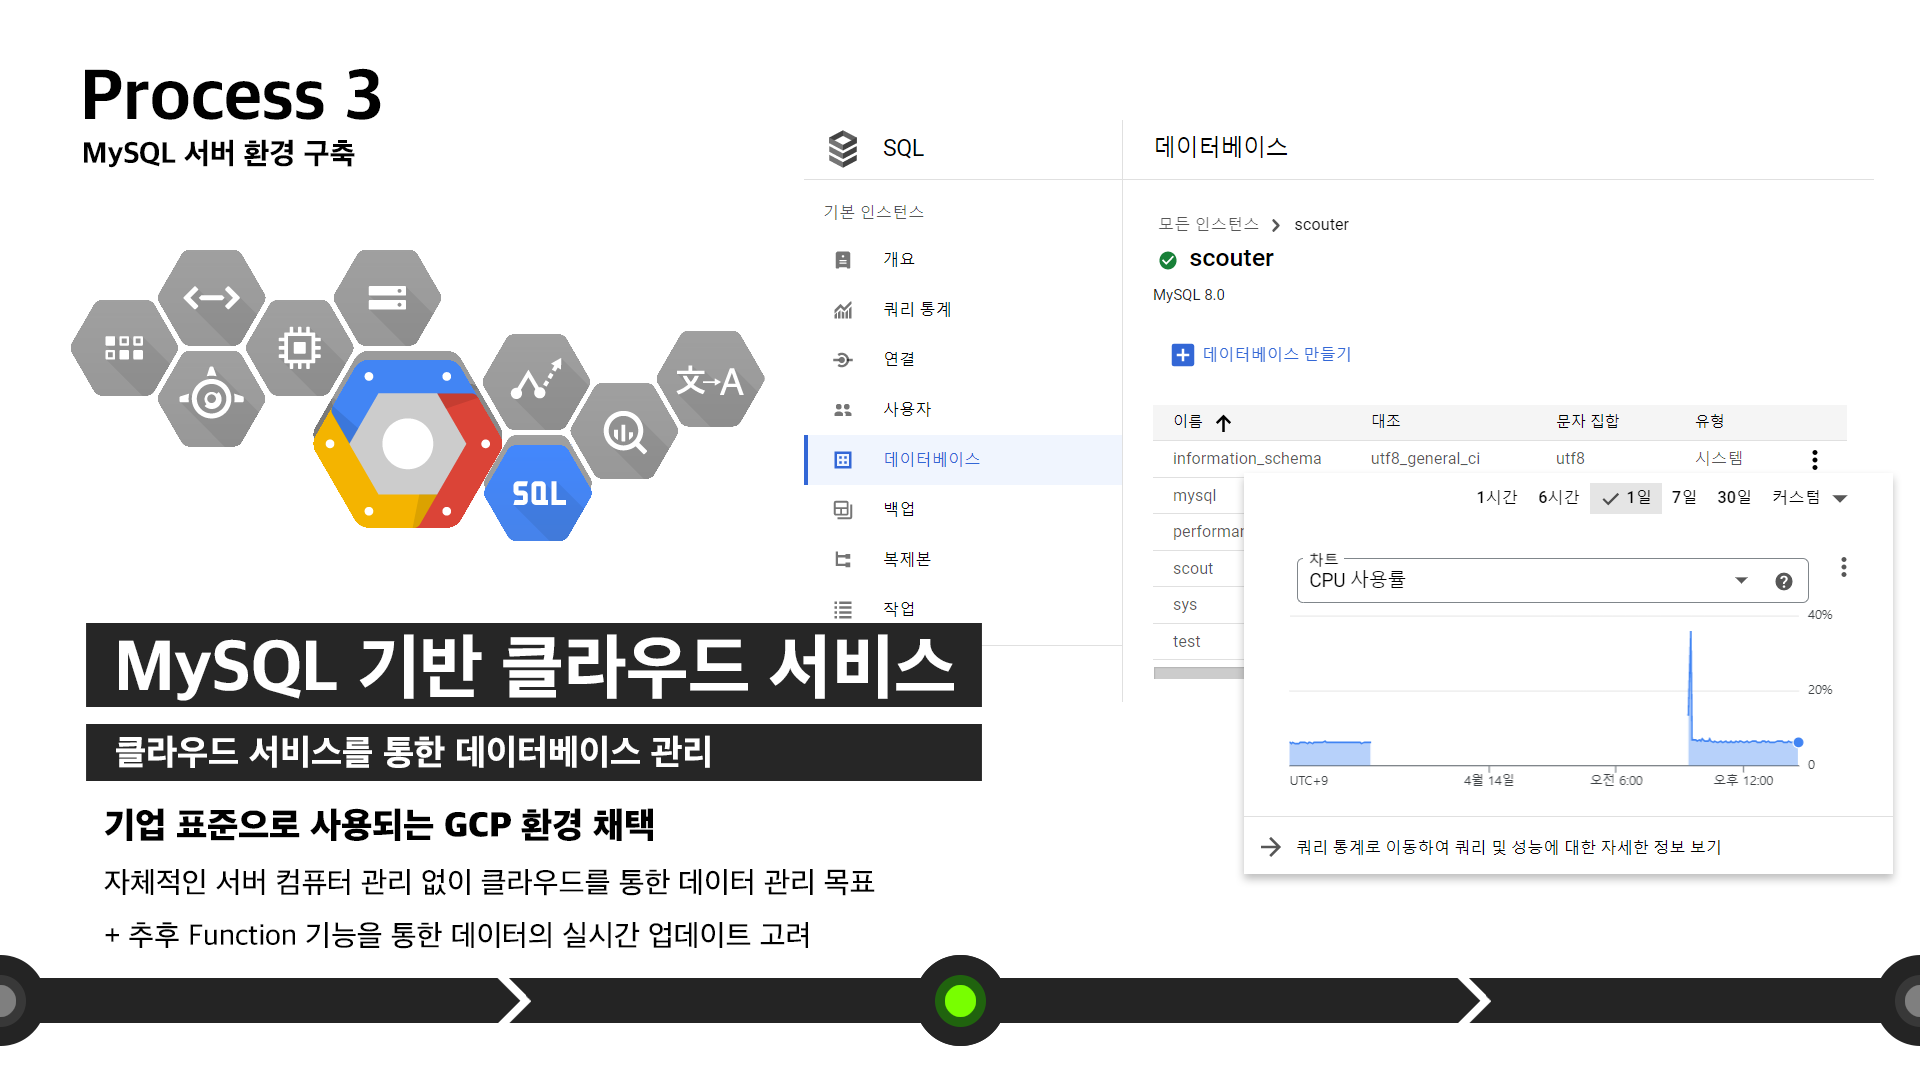 Process 3
MySQL 서버 환경 구축
文→A
SQL
SQL
기본 인스턴스
개요
쿼리 통계
연결
사용자
데이터베이스
백업
복제본
작업
데이터베이스
모든 인스턴스 > scouter
scouter
MySQL 8.0
데이터베이스 만들기
이름 대조 문자 집합 유형
information_schema utf8_general_ci utf8 시스템
mysql
performar
scout
sys
test
1시간 6시간 1일 7일 30일 커스텀
차트
CPU 사용률
40%
20%
0
UTC+9 4월 14일 오전 6:00 오후 12:00
쿼리 통계로 이동하여 쿼리 및 성능에 대한 자세한 정보 보기
MySQL 기반 클라우드 서비스
클라우드 서비스를 통한 데이터베이스 관리
기업 표준으로 사용되는 GCP 환경 채택
자체적인 서버 컴퓨터 관리 없이 클라우드를 통한 데이터 관리 목표
+ 추후 Function 기능을 통한 데이터의 실시간 업데이트 고려